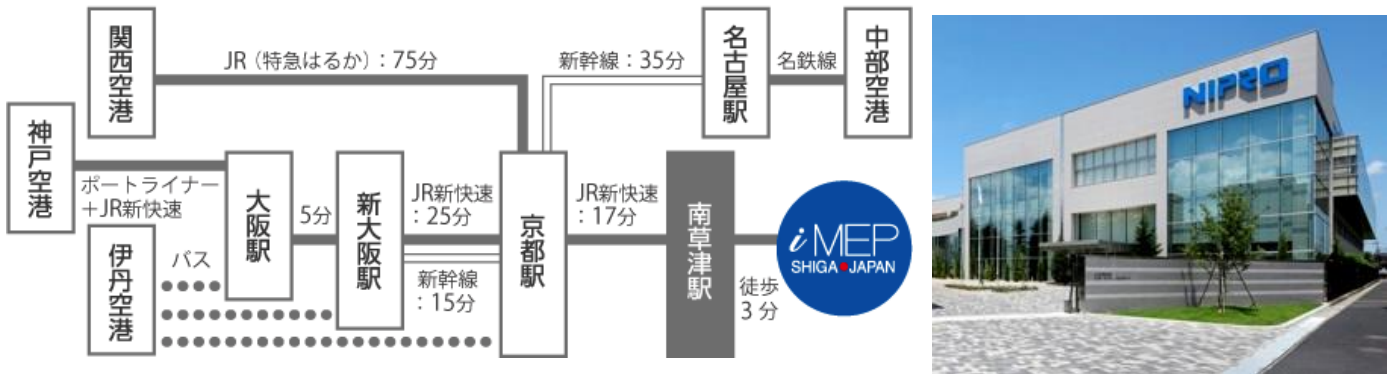 関西空港
JR（特急はるか）：75分
新幹線：35分
名古屋駅
名鉄線
中部空港
神戸空港
ポートライナー
＋JR新快速
大阪駅
5分
新大阪駅
JR新快速
：25分
新幹線
：15分
京都駅
JR新快速
：17分
南草津駅
徒歩
3分
iMEP
SHIGA●JAPAN
伊丹空港
バス
NIPRO